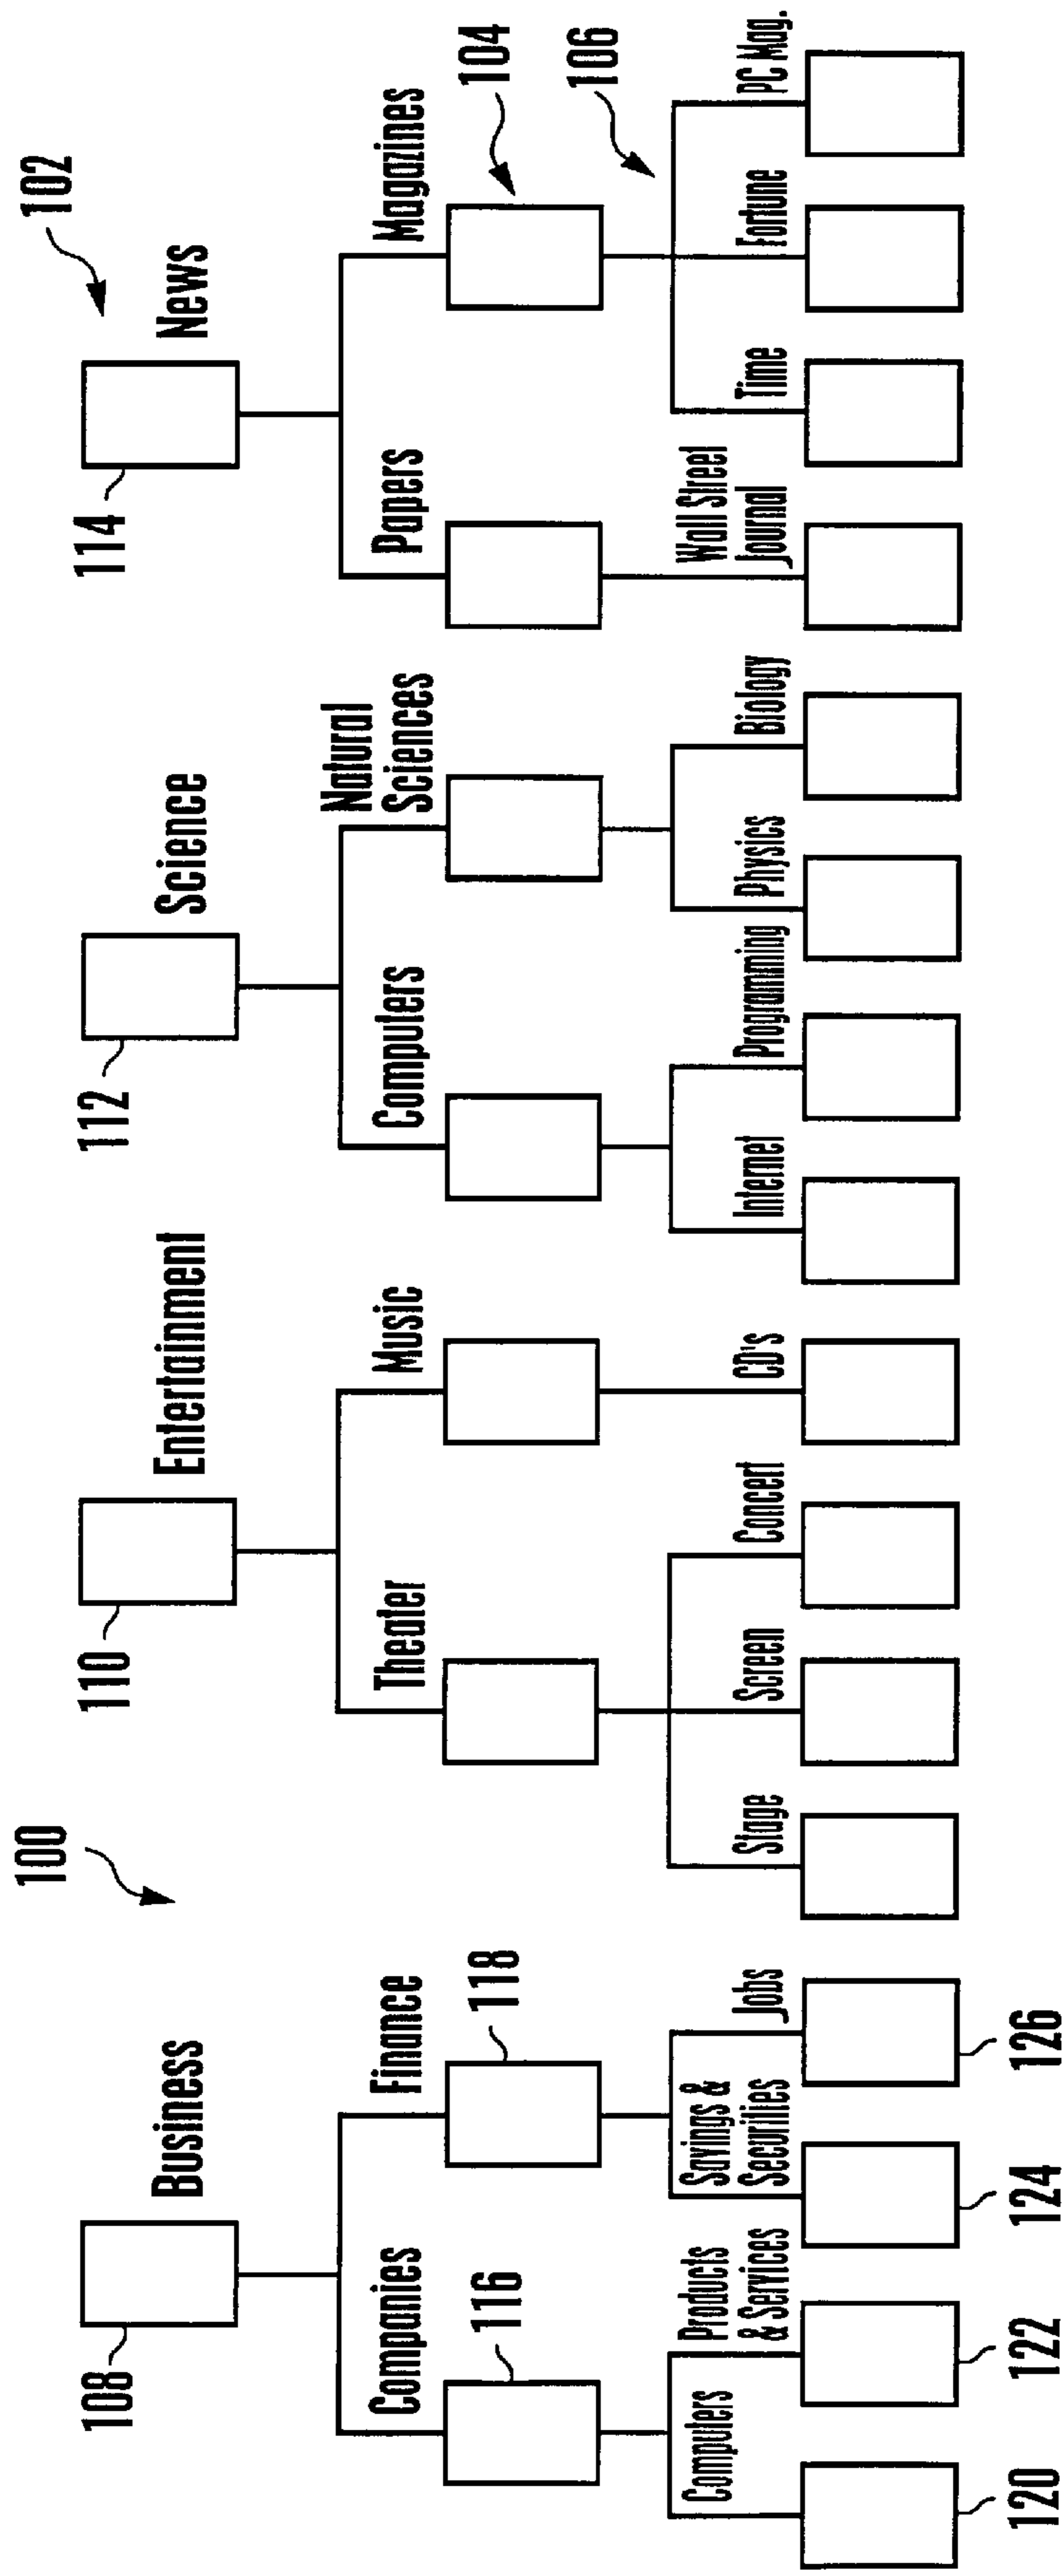 100
102
Business
Entertainment
Science
News
108
110
112
114
Companies
Finance
Theater
Music
Computers
Natural
Sciences
Papers
Magazines
116
118
104
106
Computers
Products
& Services
Savings &
Securities
Jobs
Stage
Screen
Concert
CD's
Internet
Programming
Physics
Biology
Wall Street
Journal
Time
Fortune
PC Mag.
120
122
124
126